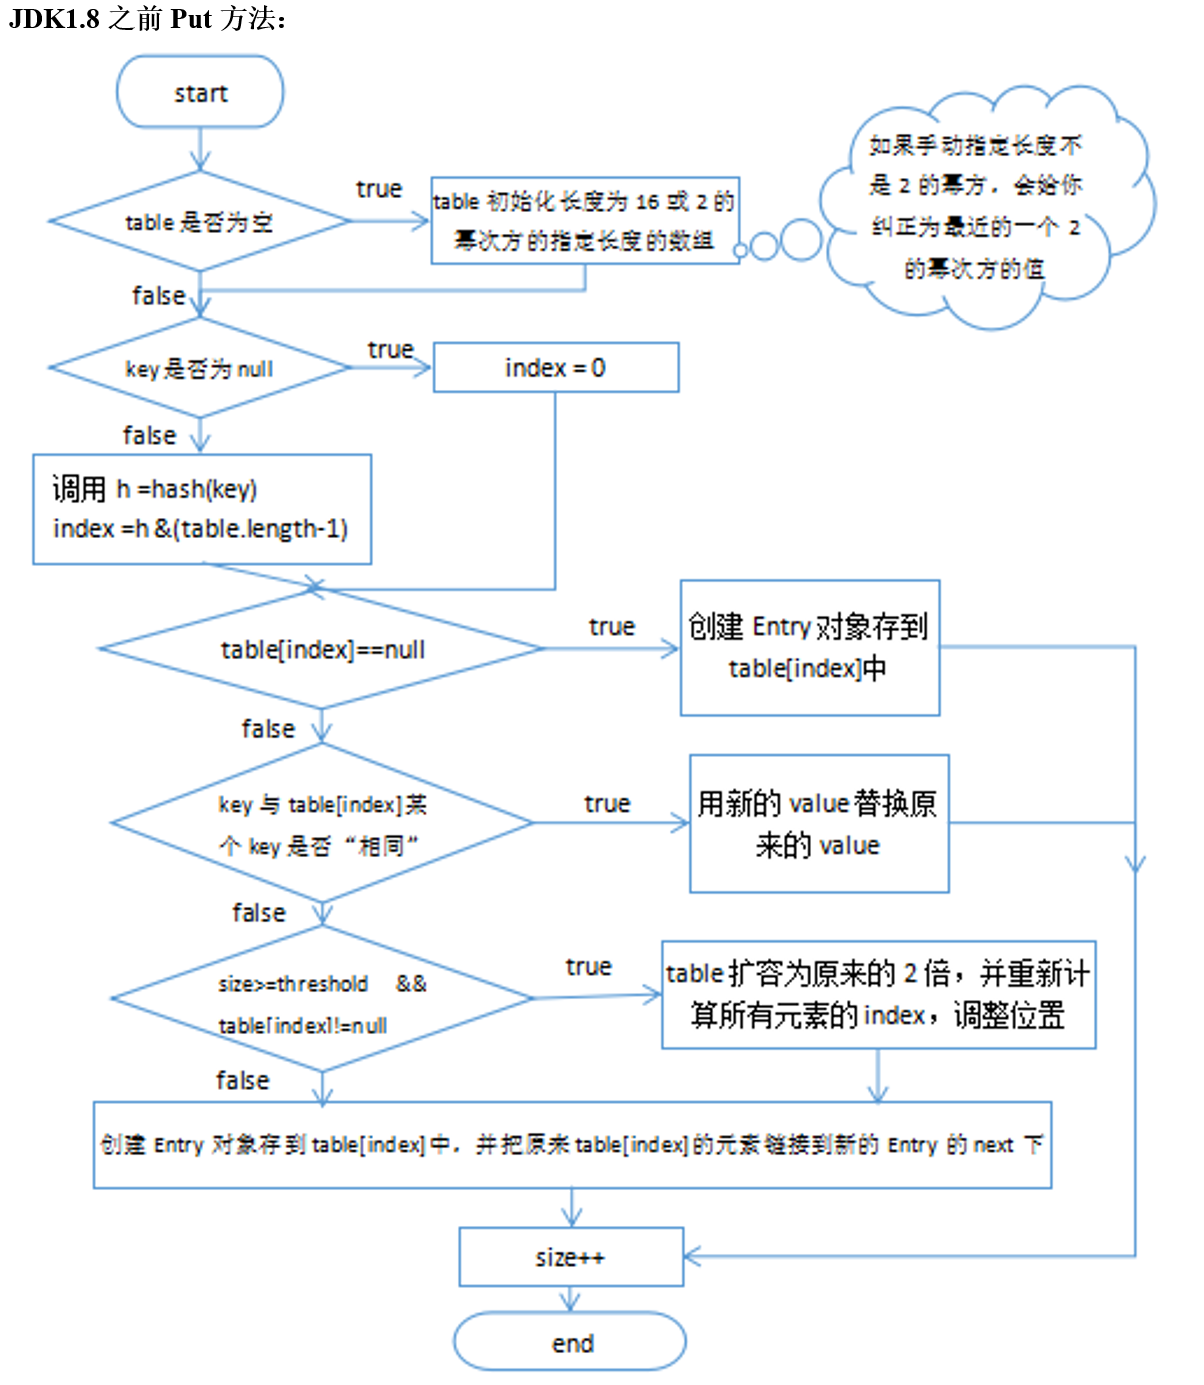 JDK1.8 之前 Put 方法：
start
table 是否为空
true
table 初始化长度为 16 或 2 的
幂次方的指定长度的数组
如果手动指定长度不
是 2 的幂方，会给你
纠正为最近的一个 2
的幂次方的值
false
key 是否为 null
true
index = 0
false
调用 h =hash(key)
index =h &(table.length-1)
table[index]==null
true
创建 Entry 对象存到
table[index]中
false
key 与 table[index]某
个 key 是否“相同”
true
用新的 value 替换原
来的 value
false
size>=threshold &&
table[index]!=null
true
table 扩容为原来的 2 倍，并重新计
算所有元素的 index，调整位置
false
创建 Entry 对象存到 table[index]中，并把原来 table[index]的元素链接到新的 Entry 的 next 下
size++
end